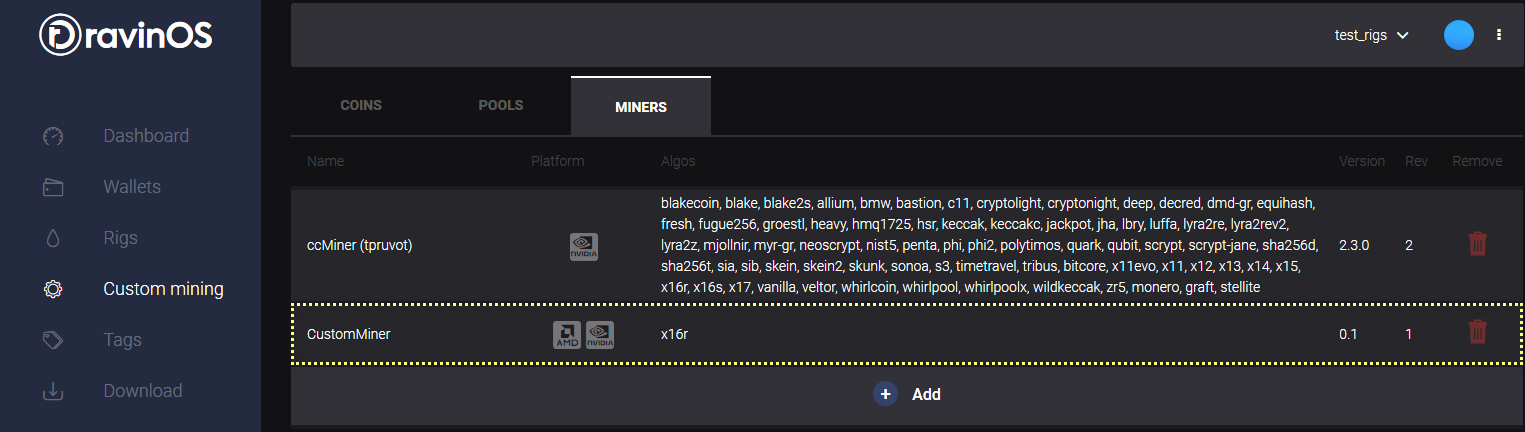 DravinOS
Dashboard
Wallets
Rigs
Custom mining
Tags
Download
test_rigs
COINS POOLS MINERS
Name Platform Algos Version Rev Remove
ccMiner (tpruvot) NVIDIA 2.3.0 2
blakecoin, blake, blake2s, allium, bmw, bastion, c11, cryptolight, cryptonight, deep, decred, dmd-gr, equihash,
fresh, fugue256, groestl, heavy, hmq1725, hsr, keccak, keccakc, jackpot, jha, lbry, luffa, lyra2re, lyra2rev2,
lyra2z, mjollnir, myr-gr, neoscrypt, nist5, penta, phi, phi2, polytimos, quark, qubit, scrypt, scrypt-jane, sha256d,
sha256t, sia, sib, skein, skein2, skunk, sonoa, s3, timetravel, tribus, bitcore, x11evo, x11, x12, x13, x14, x15,
x16r, x16s, x17, vanilla, veltor, whirlcoin, whirlpool, whirlpoolx, wildkeccak, zr5, monero, graft, stellite
CustomMiner AMD NVIDIA x16r 0.1 1
+ Add